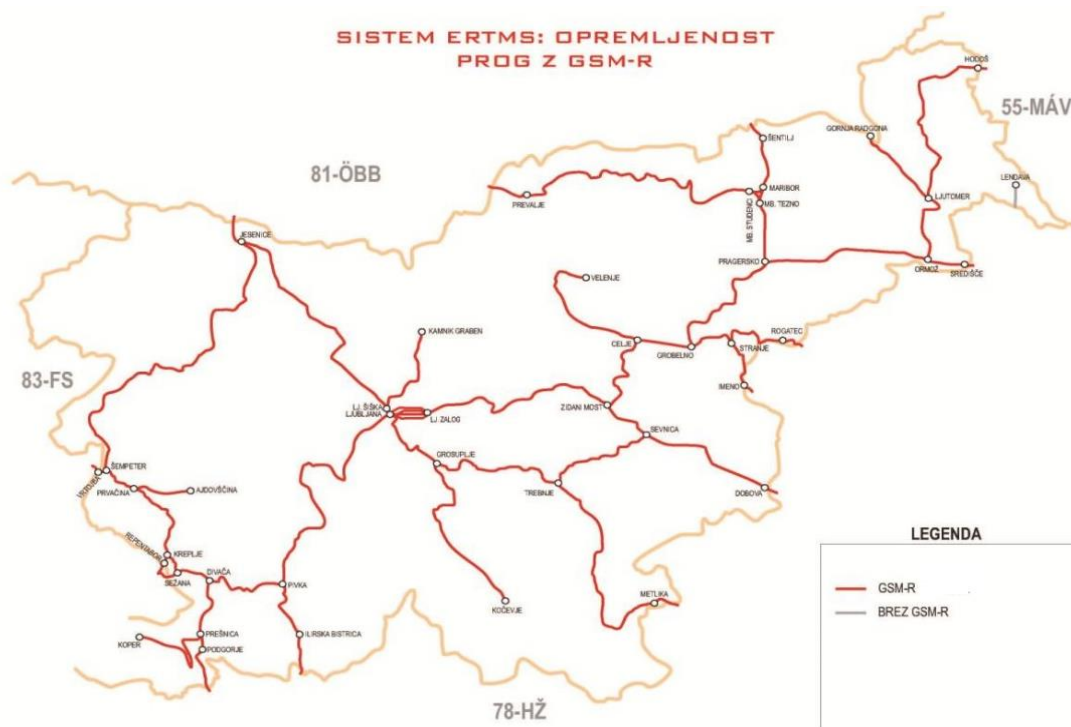 SISTEM ERTMS: OPREMLJENOST
PROG Z GSM-R
HODOŠ
55-MÁV
GORNJA RADGONA
ŠENTILJ
81-ÖBB
LENDAVA
MARIBOR
PREVALJE
LJUTOMER
MB. TEZNO
MB. STUDENCI
JESENICE
PRAGERSKO
ORMOŽ
SREDIŠČE
VELENJE
KAMNIK GRABEN
ROGATEC
CELJE
GROBELNO
STRANJE
83-FS
IMENO
LJ. ŠIŠKA
LJUBLJANA
LJ. ZALOG
ZIDANI MOST
SEVNICA
GROSUPLJE
ŠEMPETER
VRTOJBA
PRVAČINA
AJDOVŠČINA
TREBNJE
DOBOVA
LEGENDA
REPENTABOR
KREPLJE
SEŽANA
DIVAČA
PIVKA
GSM-R
KOČEVJE
METLIKA
BREZ GSM-R
PREŠNICA
ILIRSKA BISTRICA
KOPER
PODGORJE
78-HŽ